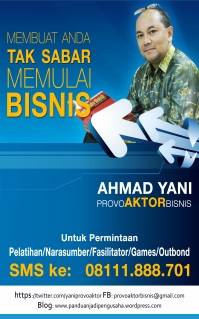 MEMBUAT ANDA
TAK SABAR
MEMULAI
BISNIS
AHMAD YANI
PROVOAKTORBISNIS
Untuk Permintaan
Pelatihan/Narasumber/Fasilitator/Games/Outbond
SMS ke: 08111.888.701
https://twitter.com/yaniprovoaktor FB: provoaktorbisnis@gmail.com
Blog: www.panduanjadipengusaha.wordpress.com